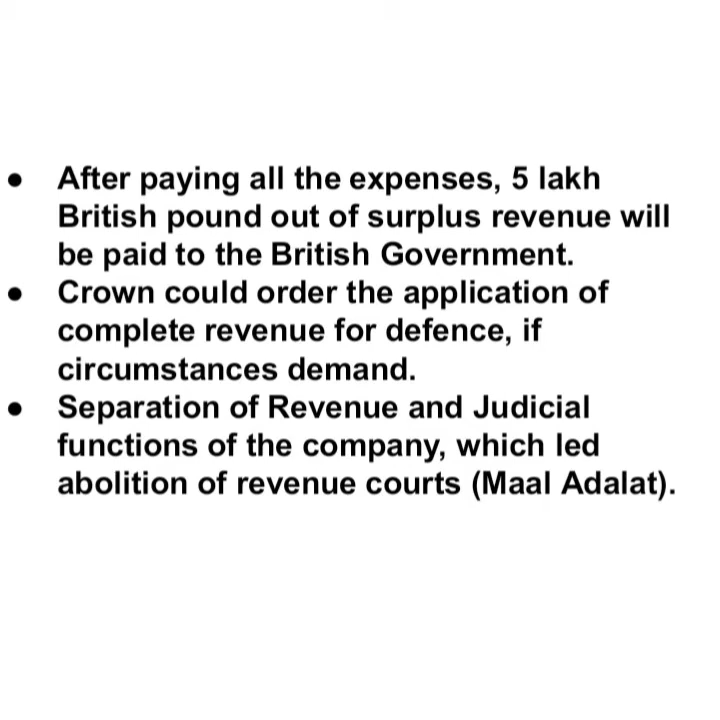 ● After paying all the expenses, 5 lakh
British pound out of surplus revenue will
be paid to the British Government.
● Crown could order the application of
complete revenue for defence, if
circumstances demand.
● Separation of Revenue and Judicial
functions of the company, which led
abolition of revenue courts (Maal Adalat).